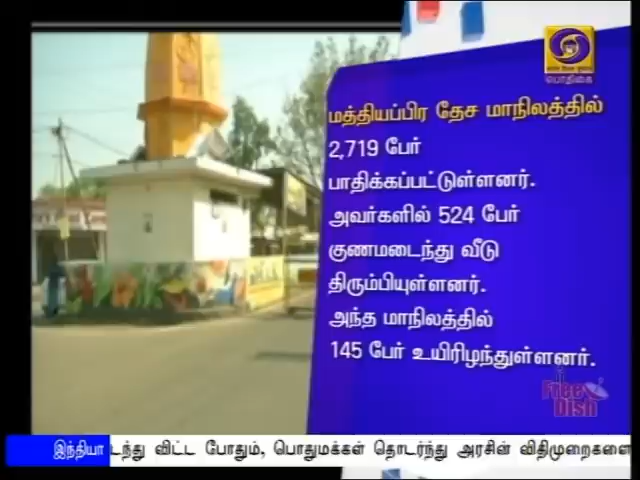 பொதிகை
மத்தியப்பிர தேச மாநிலத்தில்
2,719 பேர்
பாதிக்கப்பட்டுள்ளனர்.
அவர்களில் 524 பேர்
குணமடைந்து வீடு
திரும்பியுள்ளனர்.
அந்த மாநிலத்தில்
145 பேர் உயிரிழந்துள்ளனர்.
Free Dish
இந்தியா டந்து விட்ட போதும், பொதுமக்கள் தொடர்ந்து அரசின் விதிமுறைகளை